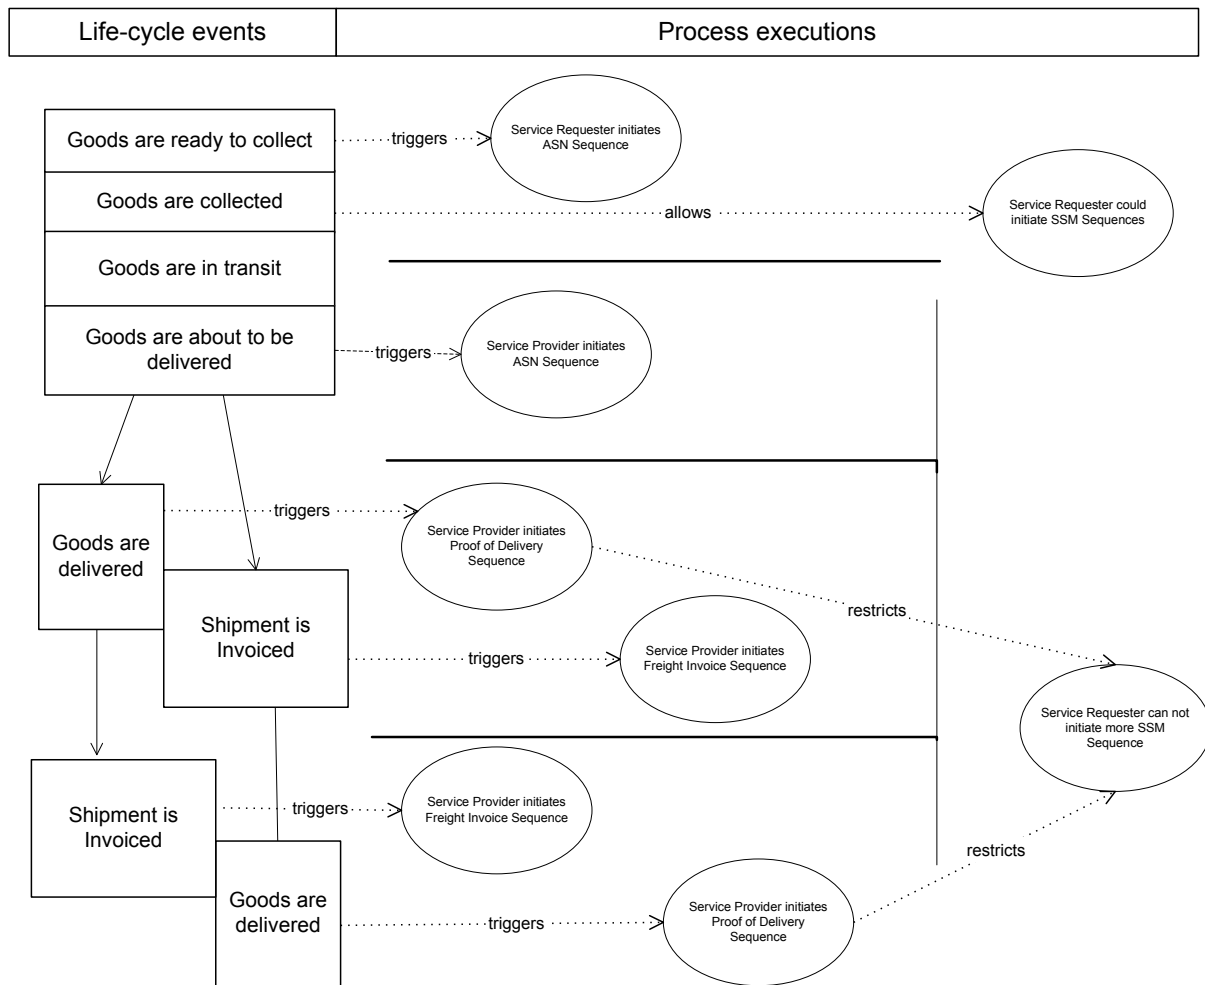 Life-cycle events
Process executions
Goods are ready to collect
triggers
Service Requester initiates
ASN Sequence
Goods are collected
allows
Service Requester could
initiate SSM Sequences
Goods are in transit
Goods are about to be
delivered
triggers
Service Provider initiates
ASN Sequence
Goods are
delivered
triggers
Service Provider initiates
Proof of Delivery
Sequence
restricts
Shipment is
Invoiced
triggers
Service Provider initiates
Freight Invoice Sequence
Service Requester can not
initiate more SSM
Sequence
Shipment is
Invoiced
triggers
Service Provider initiates
Freight Invoice Sequence
restricts
Goods are
delivered
triggers
Service Provider initiates
Proof of Delivery
Sequence